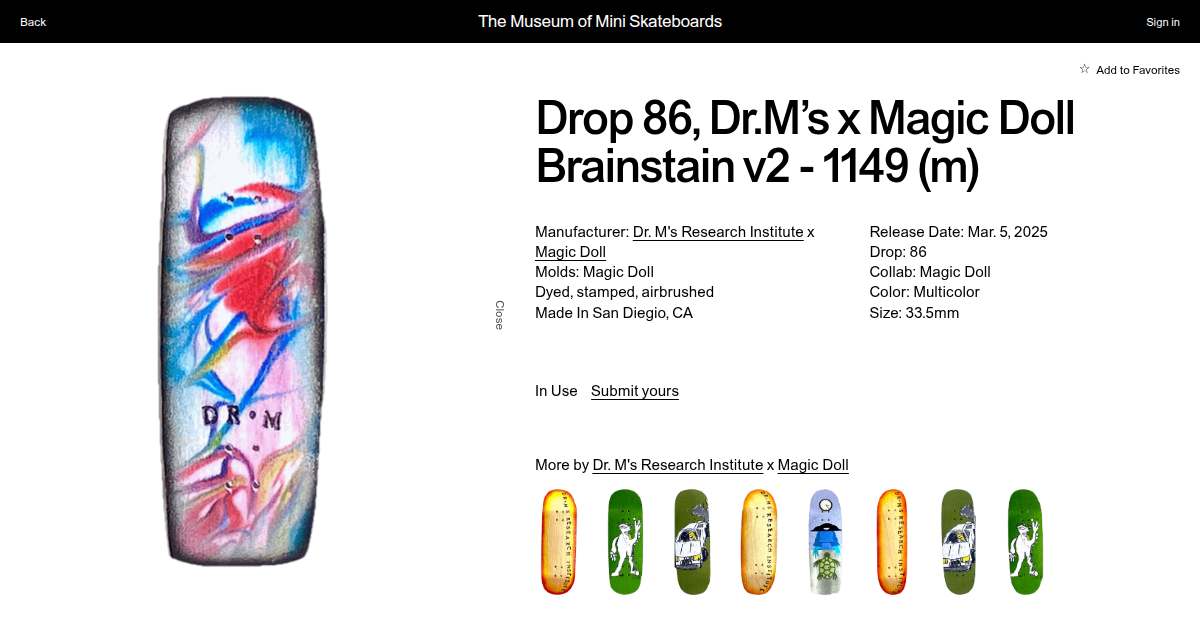 Back
The Museum of Mini Skateboards
Sign in
☆ Add to Favorites
Drop 86, Dr.M’s x Magic Doll
Brainstain v2 - 1149 (m)
Manufacturer: Dr. M's Research Institute x
Magic Doll
Molds: Magic Doll
Dyed, stamped, airbrushed
Made In San Diegio, CA
Release Date: Mar. 5, 2025
Drop: 86
Collab: Magic Doll
Color: Multicolor
Size: 33.5mm
Close
DR•M
In Use Submit yours
More by Dr. M's Research Institute x Magic Doll